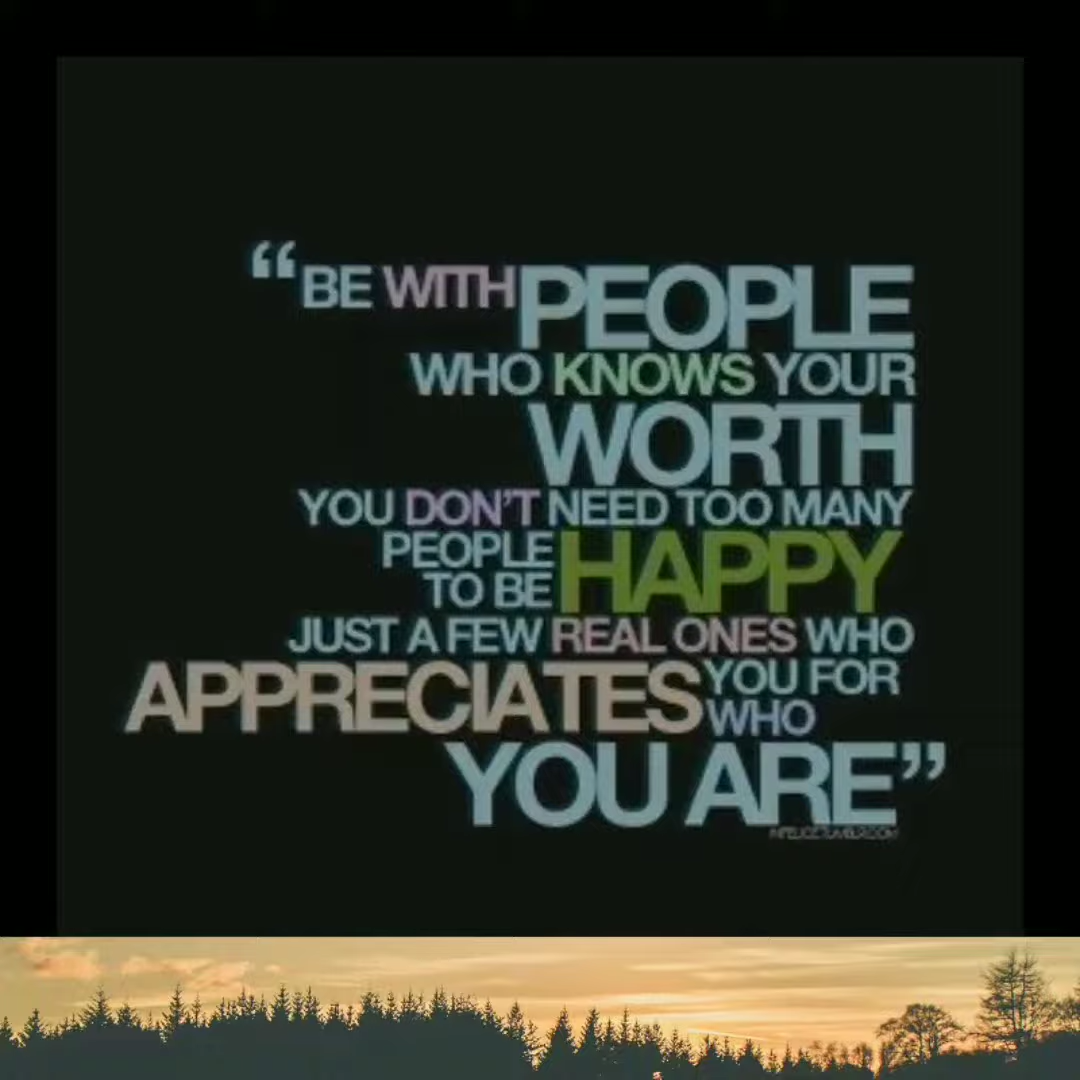 “BE WITH PEOPLE
WHO KNOWS YOUR
WORTH
YOU DON'T NEED TOO MANY
PEOPLE
TO BE HAPPY
JUST A FEW REAL ONES WHO
APPRECIATES YOU FOR
WHO
YOU ARE”